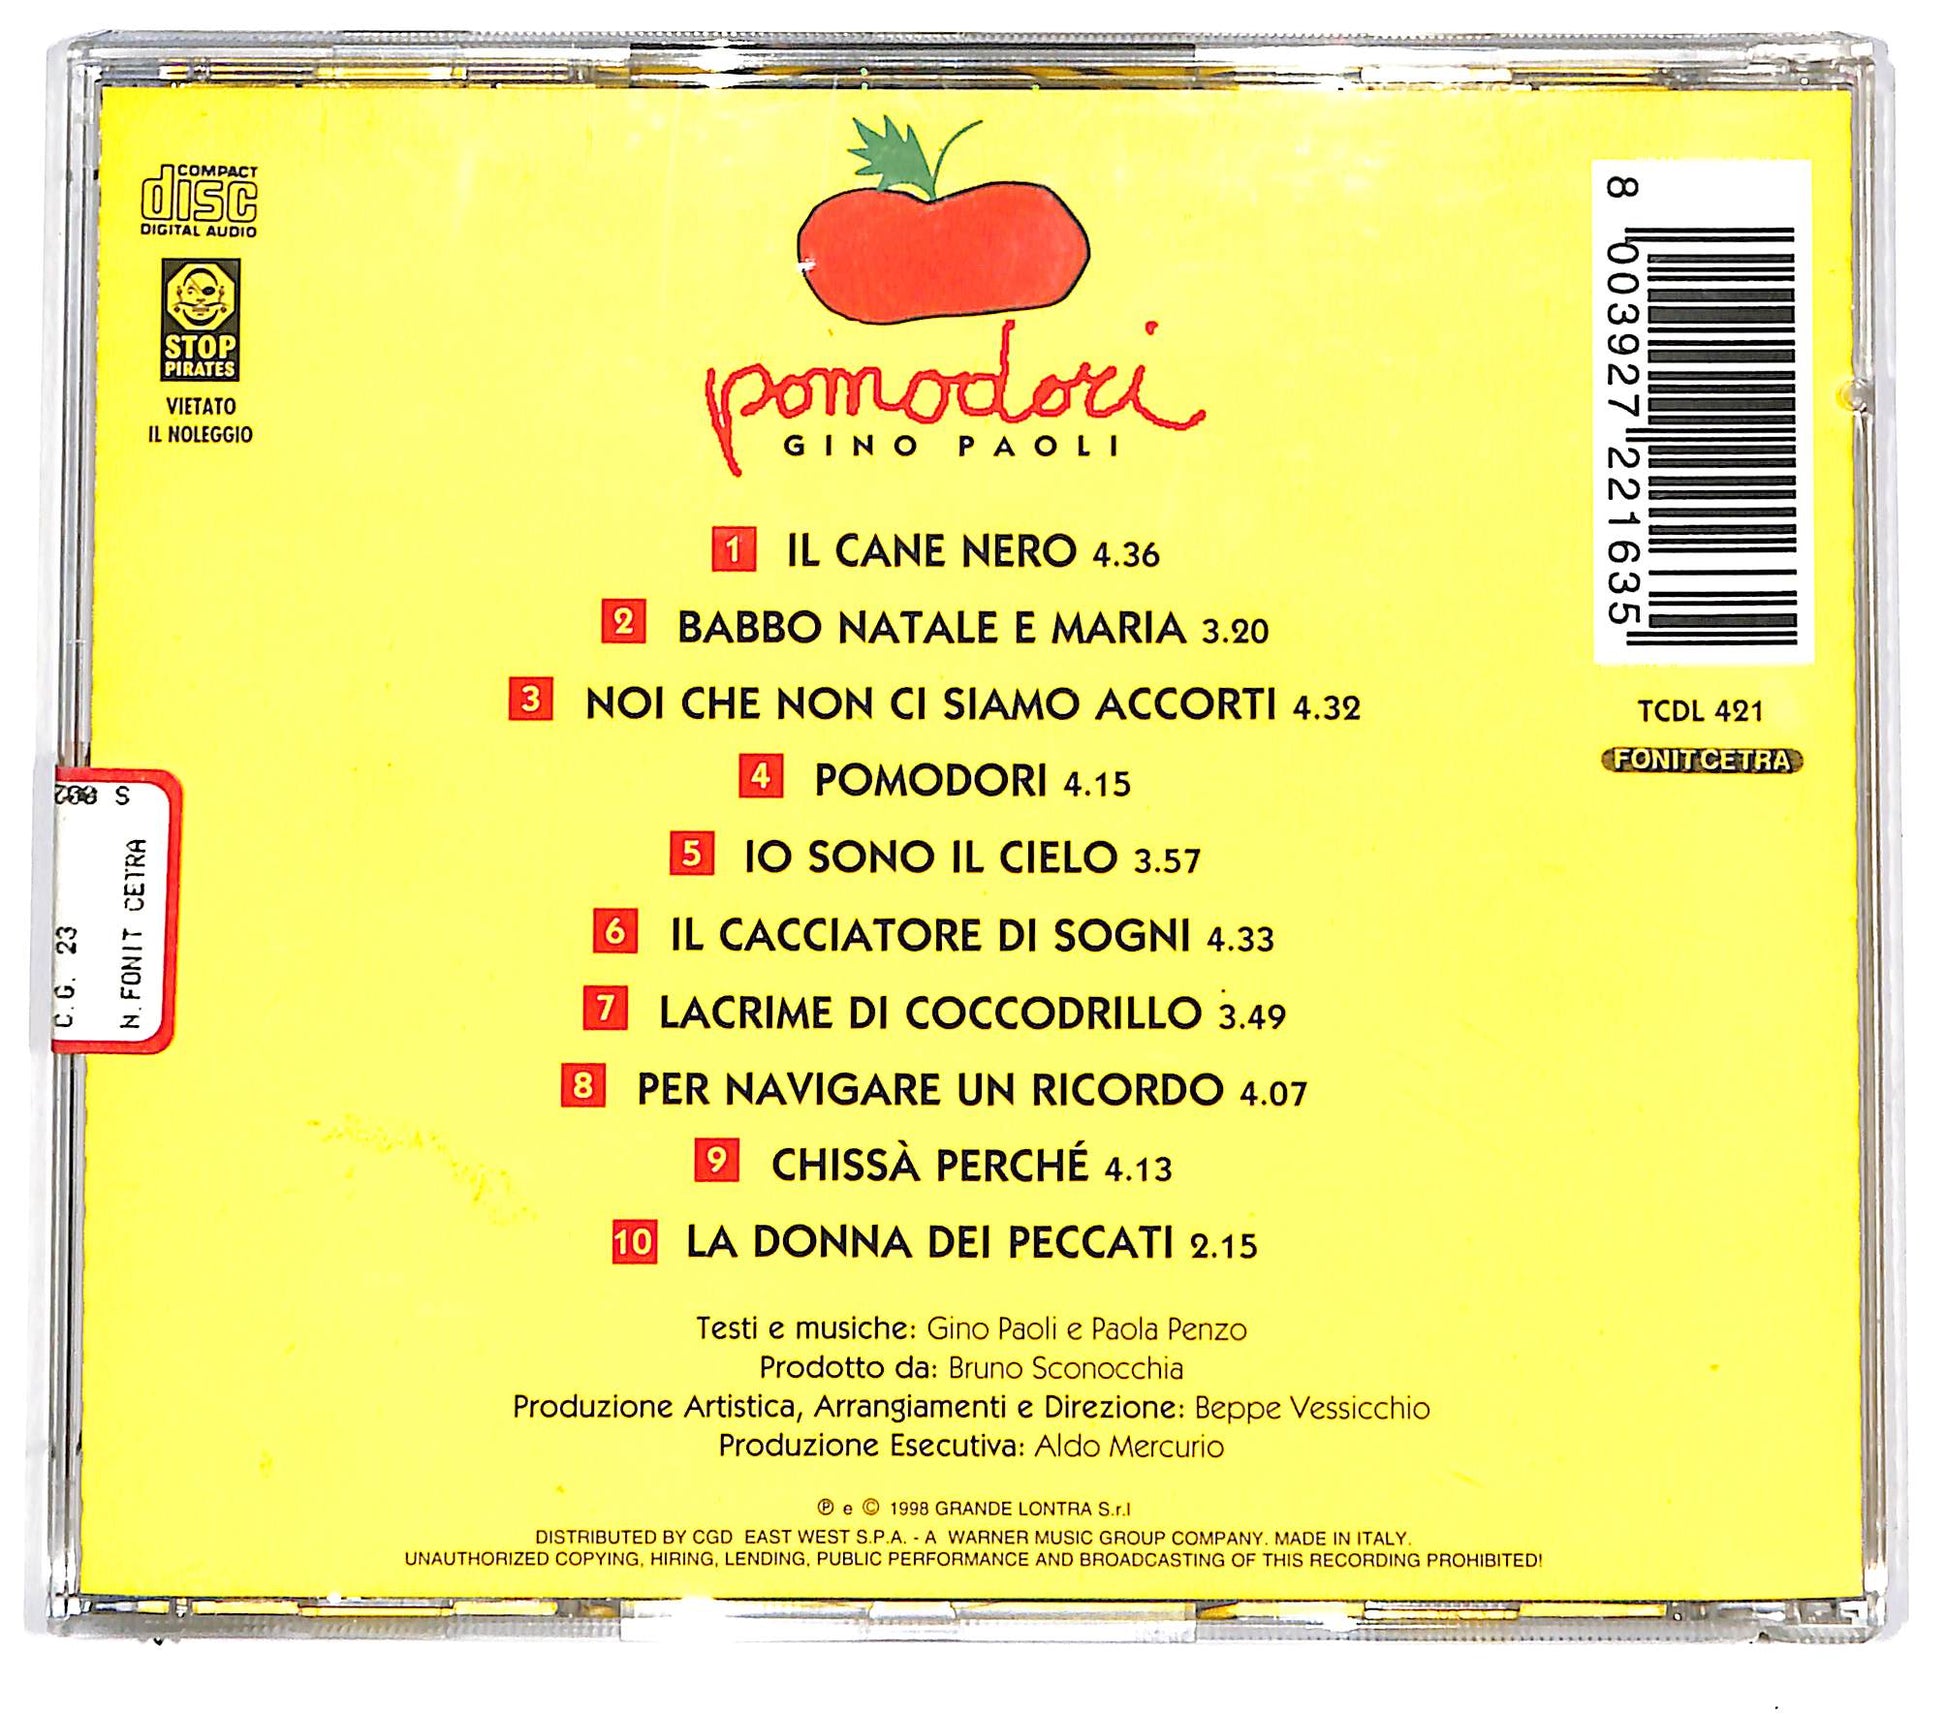 COMPACT
disc
DIGITAL AUDIO
STOP
PIRATES
VIETATO
IL NOLEGGIO
pomodori
GINO PAOLI
8 003927 221635
TCDL 421
FONIT CETRA
1 IL CANE NERO 4.36
2 BABBO NATALE E MARIA 3.20
3 NOI CHE NON CI SIAMO ACCORTI 4.32
4 POMODORI 4.15
5 IO SONO IL CIELO 3.57
6 IL CACCIATORE DI SOGNI 4.33
7 LACRIME DI COCCODRILLO 3.49
8 PER NAVIGARE UN RICORDO 4.07
9 CHISSÀ PERCHÉ 4.13
10 LA DONNA DEI PECCATI 2.15
S
C.G. 23
N.FONIT CETRA
Testi e musiche: Gino Paoli e Paola Penzo
Prodotto da: Bruno Sconocchia
Produzione Artistica, Arrangiamenti e Direzione: Beppe Vessicchio
Produzione Esecutiva: Aldo Mercurio
℗ e © 1998 GRANDE LONTRA S.r.l
DISTRIBUTED BY CGD EAST WEST S.P.A. - A WARNER MUSIC GROUP COMPANY. MADE IN ITALY.
UNAUTHORIZED COPYING, HIRING, LENDING, PUBLIC PERFORMANCE AND BROADCASTING OF THIS RECORDING PROHIBITED!